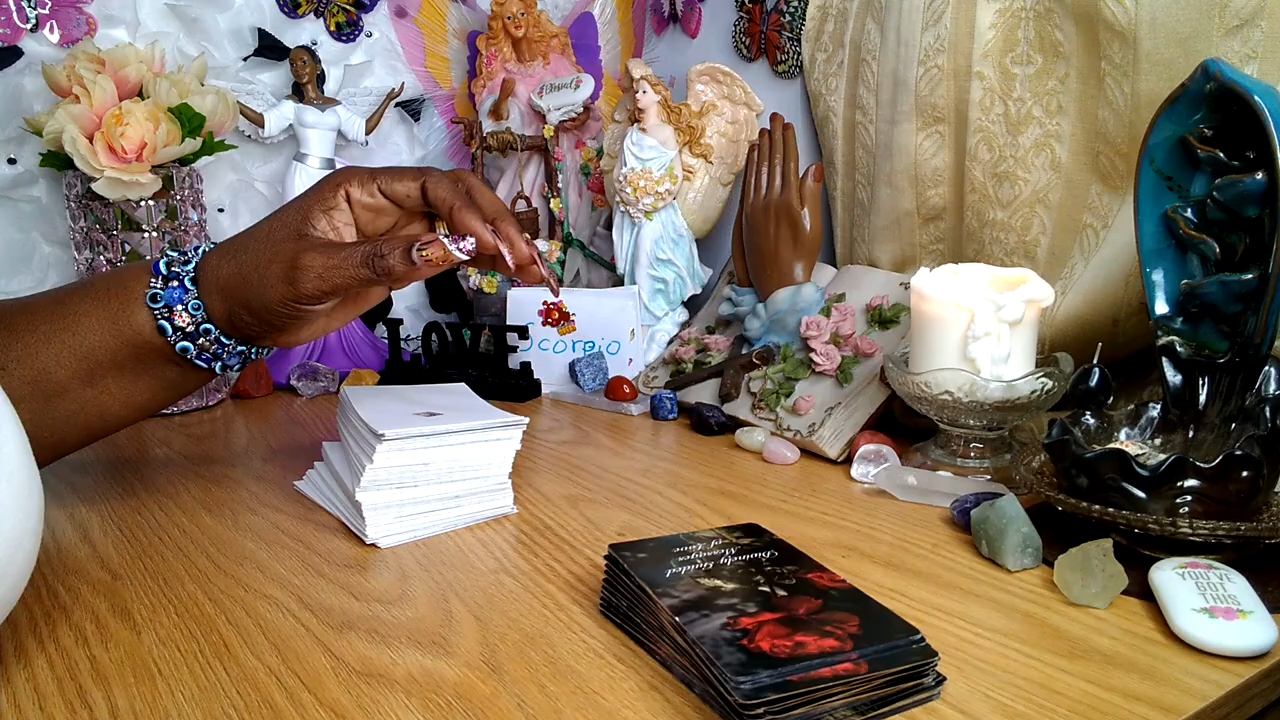 Blessed
LOVE
Scorpio
Divinely Guided
Messages
of Love
YOU'VE
GOT
THIS